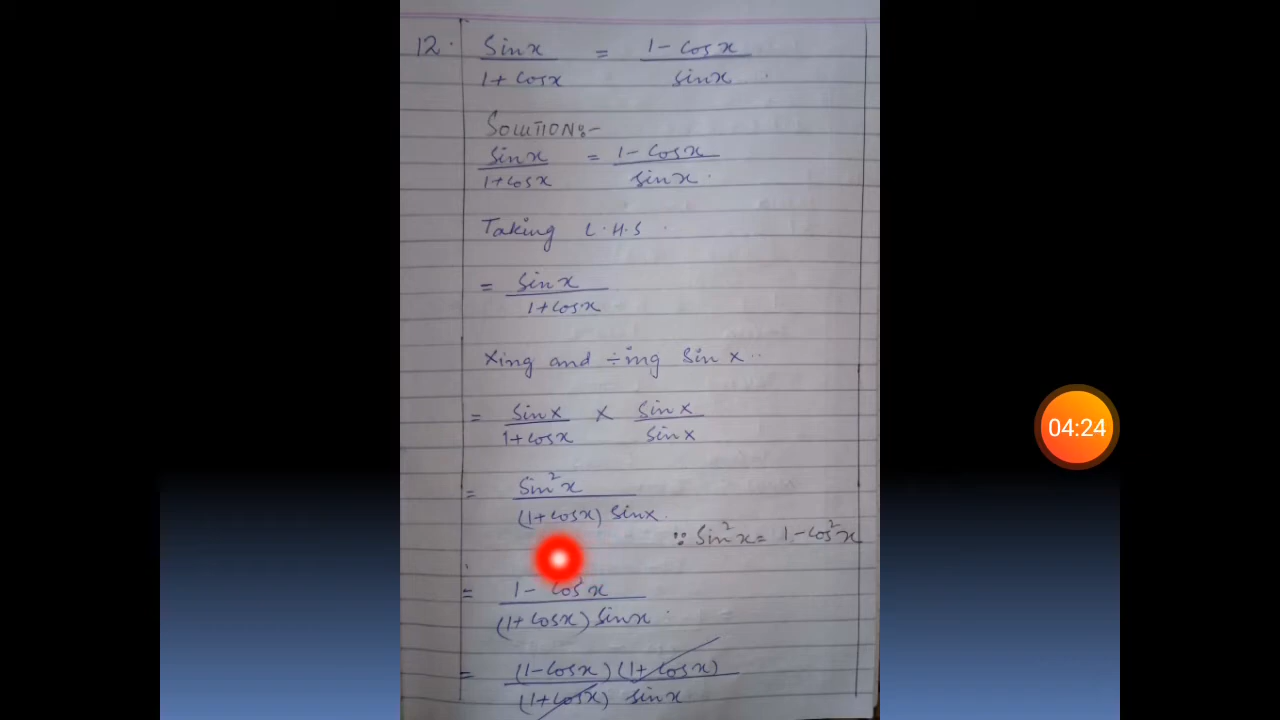 12. Sinx / 1+cosx = 1-cosx / sinx .
SOLUTION:-
Sinx / 1+cosx = 1-cosx / sinx .
Taking L.H.S .
= Sinx / 1+cosx
Xing and ÷ing Sin x ..
= Sinx / 1+cosx × Sinx / Sinx
= Sin²x / (1+cosx) Sinx .
∵ Sin²x = 1-cos²x
= 1-cos²x / (1+cosx) Sinx .
= (1-cosx) (1+cosx) / (1+cosx) sinx
04:24